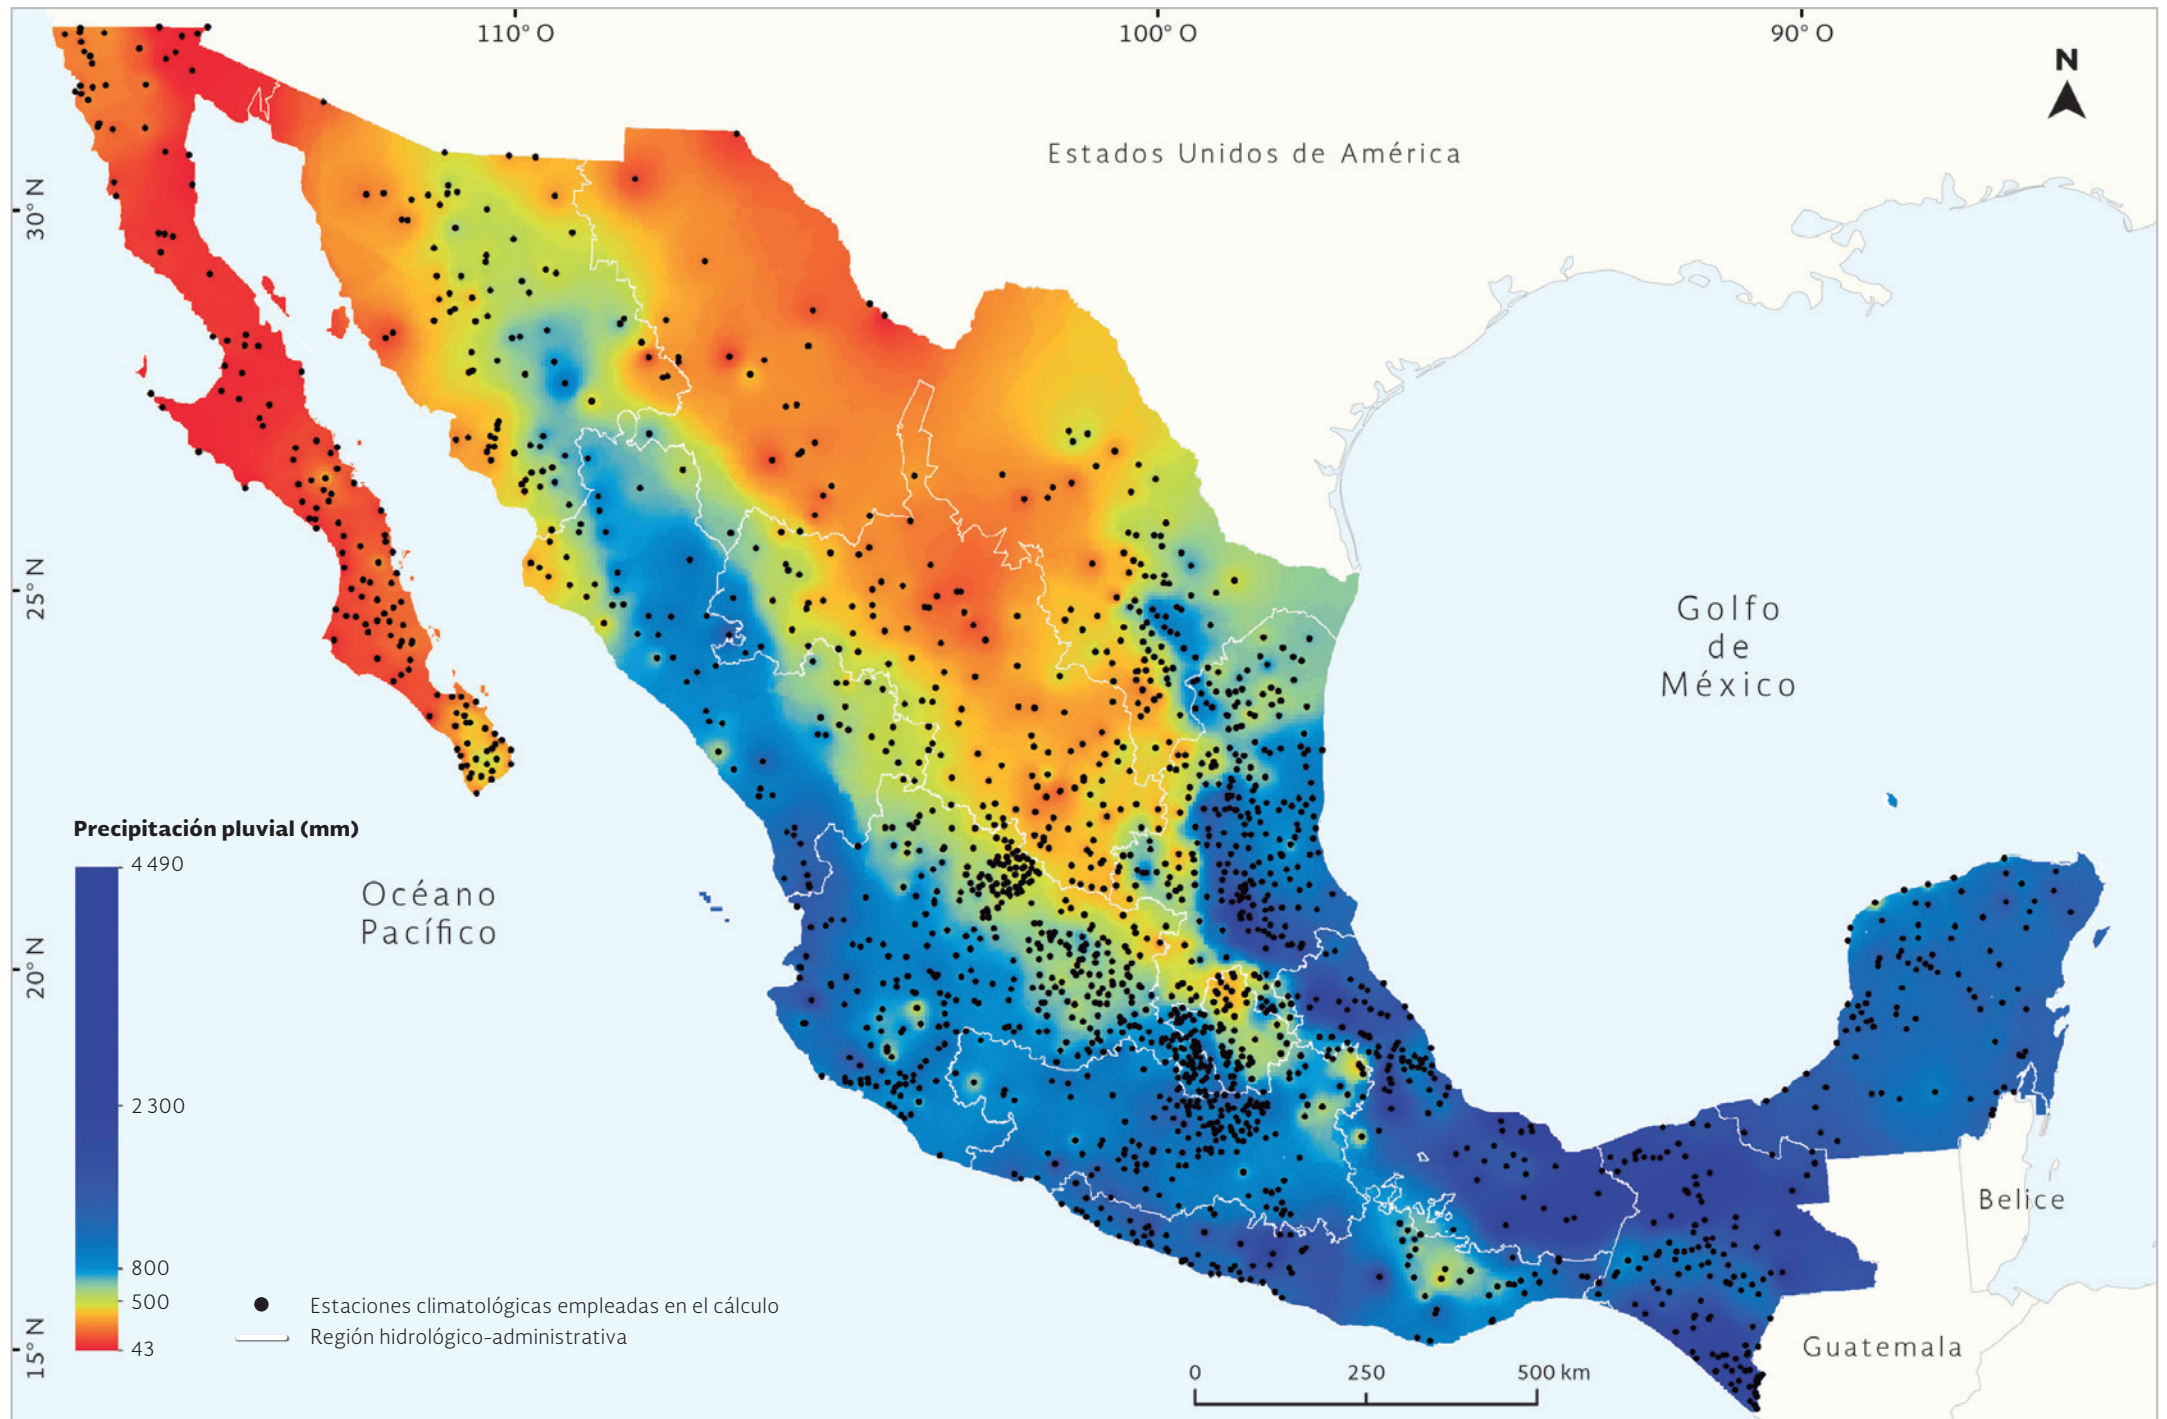 110° O
100° O
90° O
N
Estados Unidos de América
30° N
25° N
Golfo
de
México
Precipitación pluvial (mm)
4 490
Océano
Pacífico
20° N
2 300
Belice
800
500
43
Estaciones climatológicas empleadas en el cálculo
Región hidrológico-administrativa
15° N
Guatemala
0
250
500 km